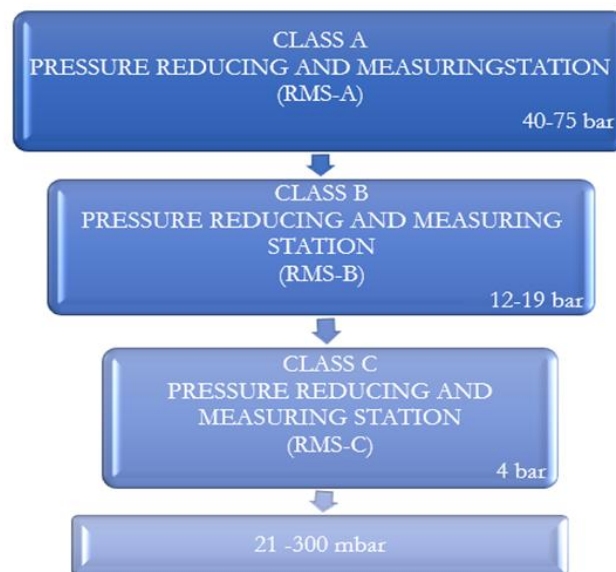 CLASS A
PRESSURE REDUCING AND MEASURINGSTATION
(RMS-A)
40-75 bar
CLASS B
PRESSURE REDUCING AND MEASURING
STATION
(RMS-B)
12-19 bar
CLASS C
PRESSURE REDUCING AND
MEASURING STATION
(RMS-C)
4 bar
21 -300 mbar